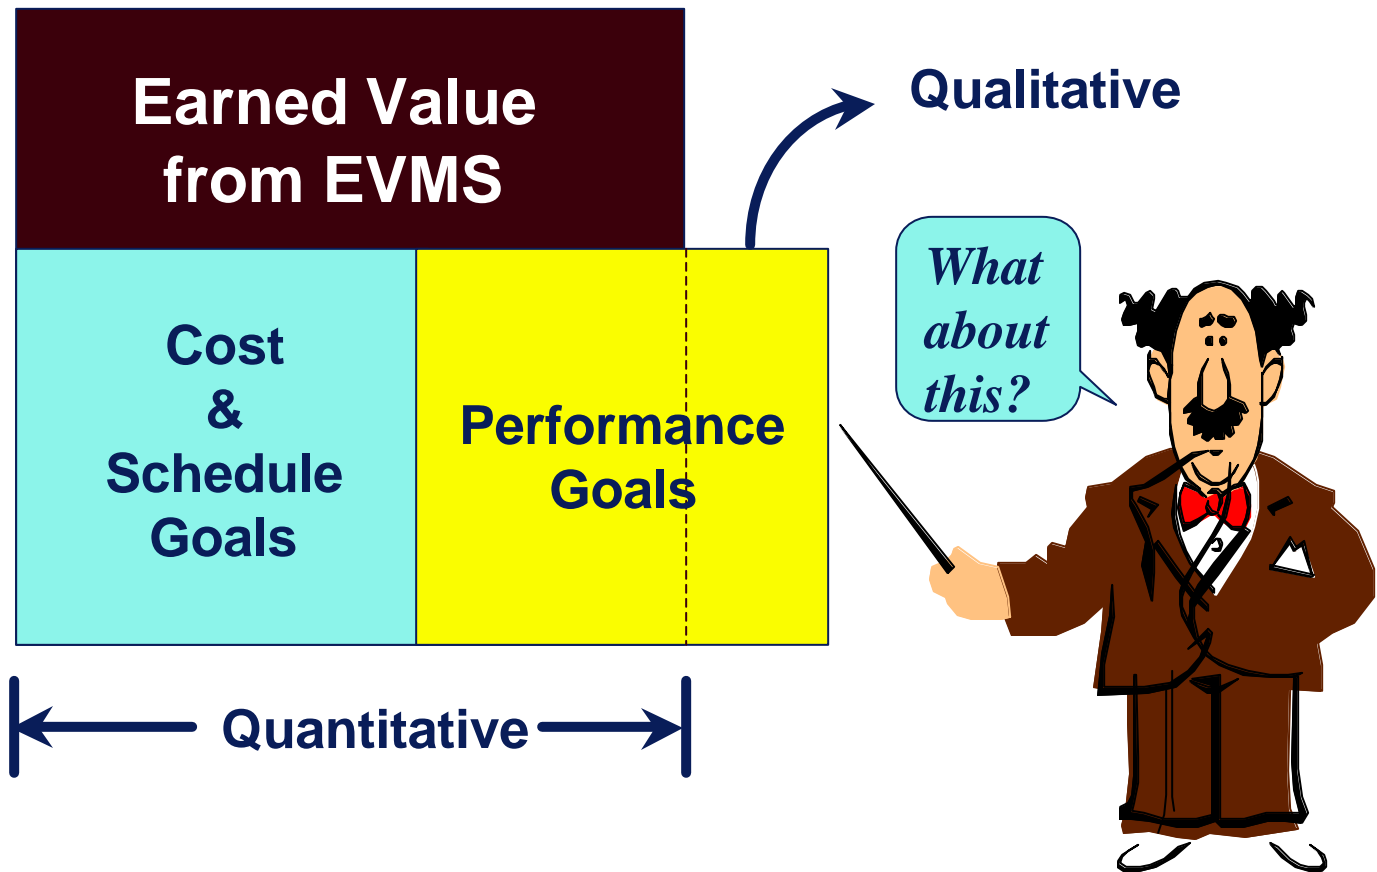 Earned Value
from EVMS
Qualitative
What
about
this?
Cost
&
Schedule
Goals
Performance
Goals
Quantitative